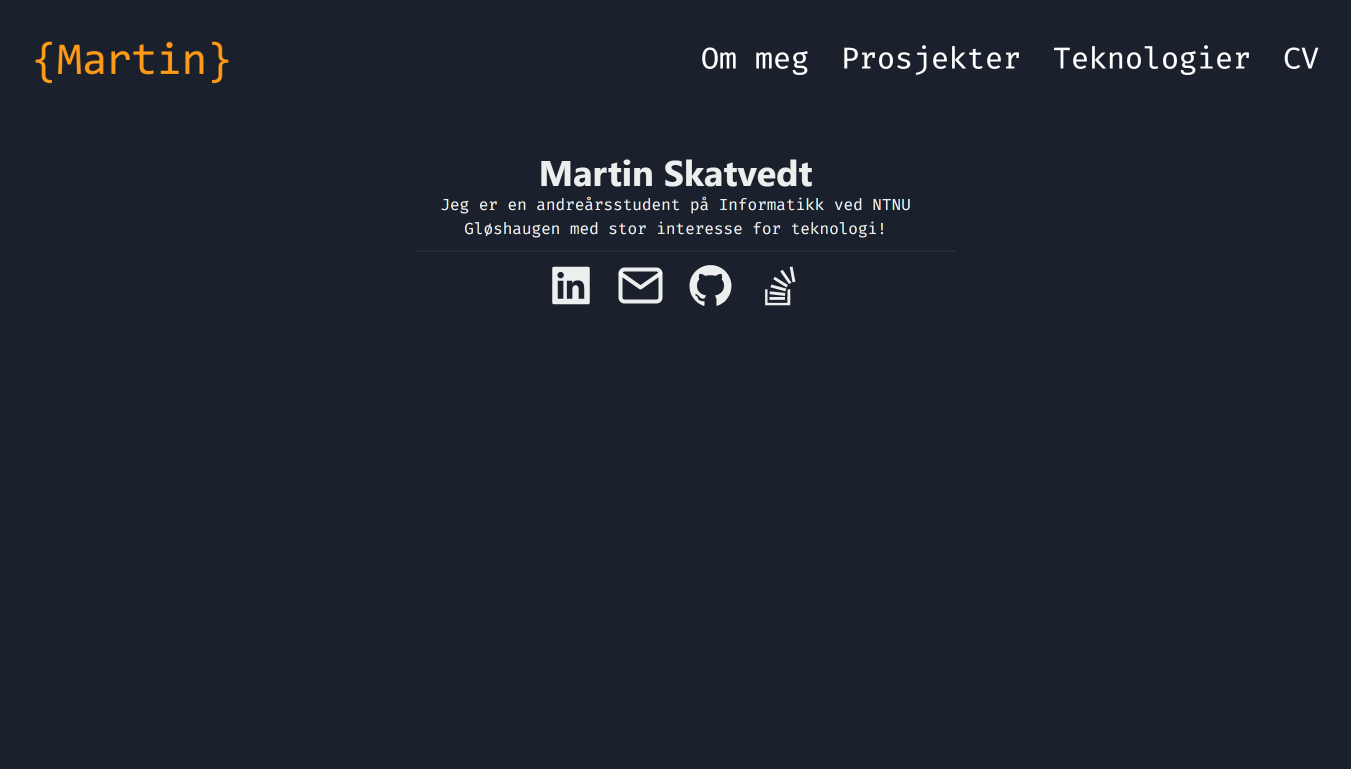 {Martin}
Om meg Prosjekter Teknologier CV
Martin Skatvedt
Jeg er en andreårsstudent på Informatikk ved NTNU
Gløshaugen med stor interesse for teknologi!
in